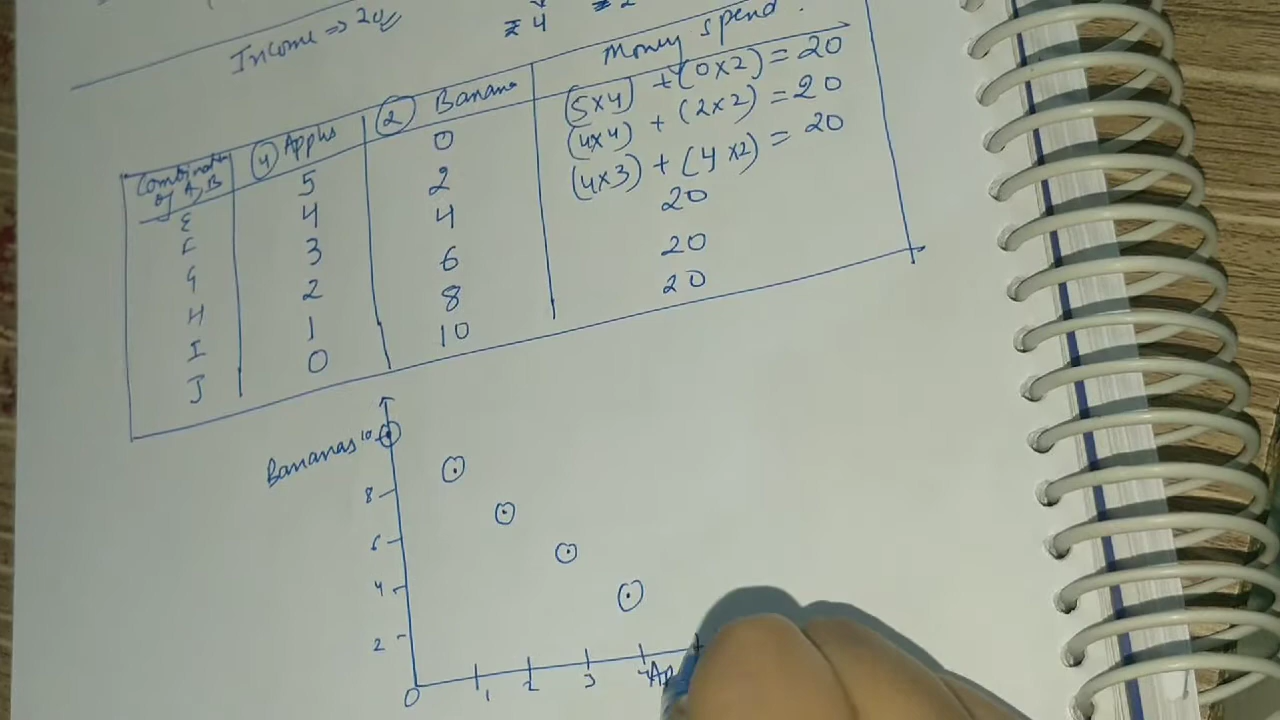 Income => 20
= 4
Combination of A, B | (4) Apples | (2) Banana | Money spend.
E | 5 | 0 | (5x4) + (0x2) = 20
F | 4 | 2 | (4x4) + (2x2) = 20
G | 3 | 4 | (4x3) + (4x2) = 20
H | 2 | 6 | 20
I | 1 | 8 | 20
J | 0 | 10 | 20
Bananas 10
8
6
4
2
0 1 2 3 4 Ap